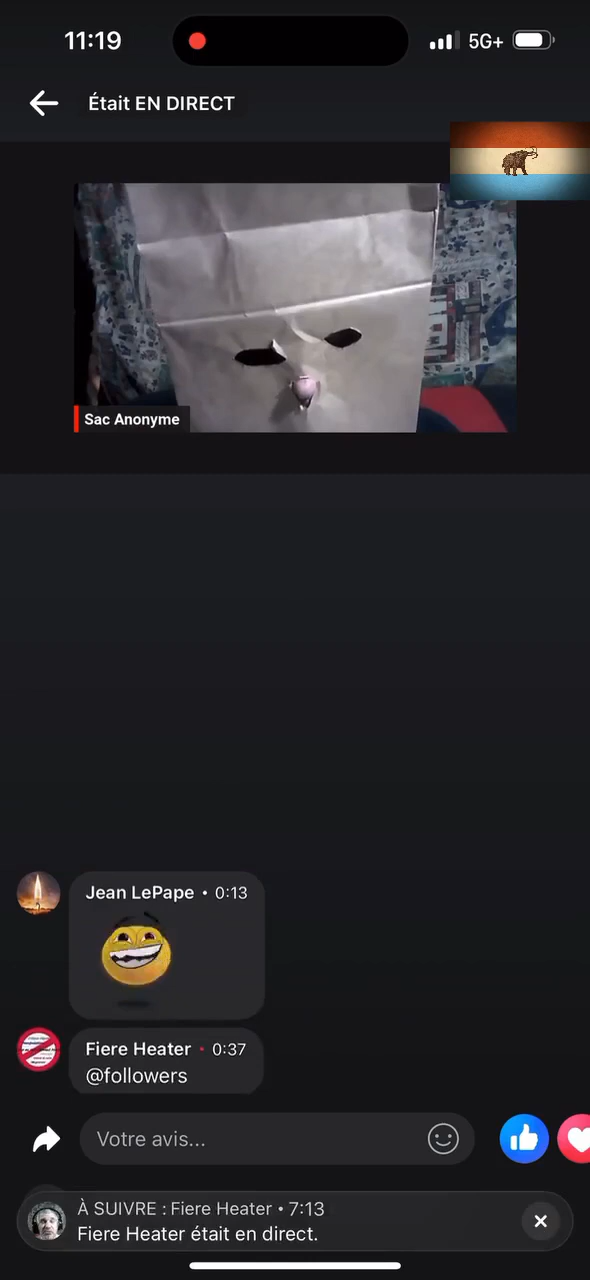 11:19
5G+
Était EN DIRECT
Sac Anonyme
Jean LePape • 0:13
Fiere Heater • 0:37
@followers
Votre avis...
À SUIVRE : Fiere Heater • 7:13
Fiere Heater était en direct.